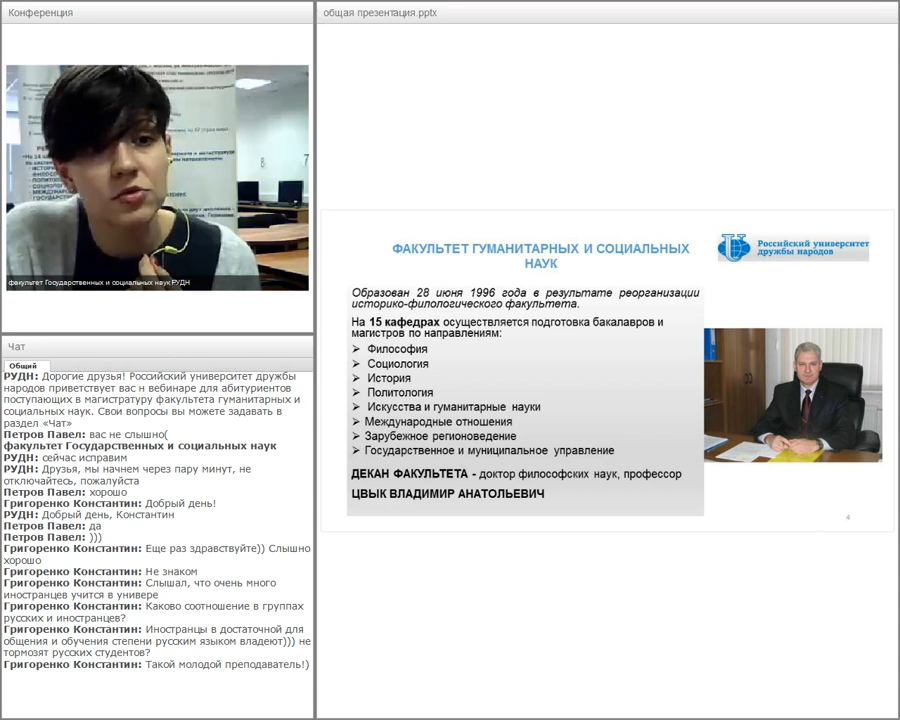 Конференция
факультет Государственных и социальных наук РУДН
Чат
Общий
РУДН: Дорогие друзья! Российский университет дружбы
народов приветствует вас н вебинаре для абитуриентов
поступающих в магистратуру факультета гуманитарных и
социальных наук. Свои вопросы вы можете задавать в
раздел «Чат»
Петров Павел: вас не слышно(
факультет Государственных и социальных наук
РУДН: сейчас исправим
РУДН: Друзья, мы начнем через пару минут, не
отключайтесь, пожалуйста
Петров Павел: хорошо
Григоренко Константин: Добрый день!
РУДН: Добрый день, Константин
Петров Павел: да
Петров Павел: )))
Григоренко Константин: Еще раз здравствуйте)) Слышно
хорошо
Григоренко Константин: Не знаком
Григоренко Константин: Слышал, что очень много
иностранцев учится в универе
Григоренко Константин: Каково соотношение в группах
русских и иностранцев?
Григоренко Константин: Иностранцы в достаточной для
общения и обучения степени русским языком владеют))) не
тормозят русских студентов?
Григоренко Константин: Такой молодой преподаватель!)
общая презентация.pptx
ФАКУЛЬТЕТ ГУМАНИТАРНЫХ И СОЦИАЛЬНЫХ
НАУК
Российский университет
дружбы народов
Образован 28 июня 1996 года в результате реорганизации
историко-филологического факультета.
На 15 кафедрах осуществляется подготовка бакалавров и
магистров по направлениям:
Философия
Социология
История
Политология
Искусства и гуманитарные науки
Международные отношения
Зарубежное регионоведение
Государственное и муниципальное управление
ДЕКАН ФАКУЛЬТЕТА - доктор философских наук, профессор
ЦВЫК ВЛАДИМИР АНАТОЛЬЕВИЧ
4